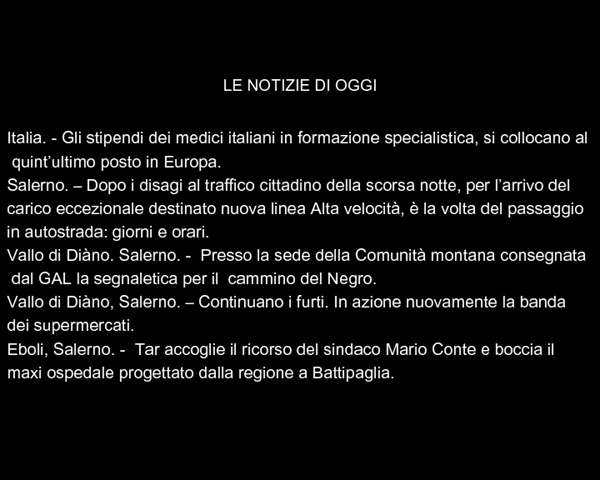 LE NOTIZIE DI OGGI
Italia. - Gli stipendi dei medici italiani in formazione specialistica, si collocano al
quint’ultimo posto in Europa.
Salerno. – Dopo i disagi al traffico cittadino della scorsa notte, per l’arrivo del
carico eccezionale destinato nuova linea Alta velocità, è la volta del passaggio
in autostrada: giorni e orari.
Vallo di Diàno. Salerno. - Presso la sede della Comunità montana consegnata
dal GAL la segnaletica per il cammino del Negro.
Vallo di Diàno, Salerno. – Continuano i furti. In azione nuovamente la banda
dei supermercati.
Eboli, Salerno. - Tar accoglie il ricorso del sindaco Mario Conte e boccia il
maxi ospedale progettato dalla regione a Battipaglia.